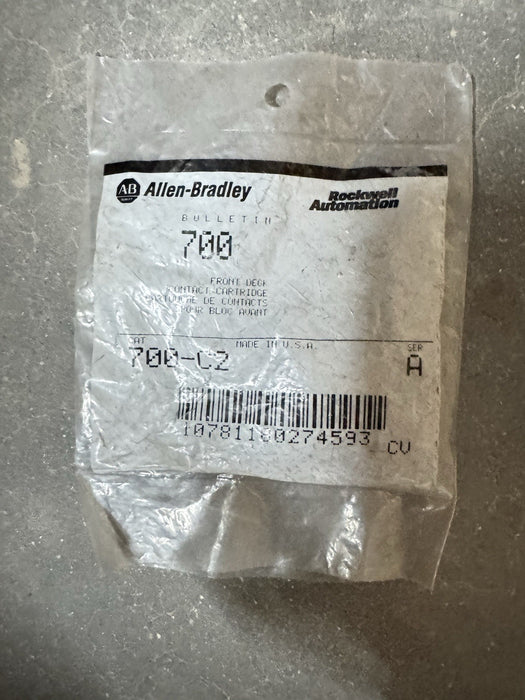 AB
QUALITY
Allen-Bradley
Rockwell
Automation
BULLETIN
700
FRONT DECK
CONTACT CARTRIDGE
CARTOUCHE DE CONTACTS
POUR BLOC AVANT
CAT
MADE IN U.S.A.
SER
700-C2
A
CV